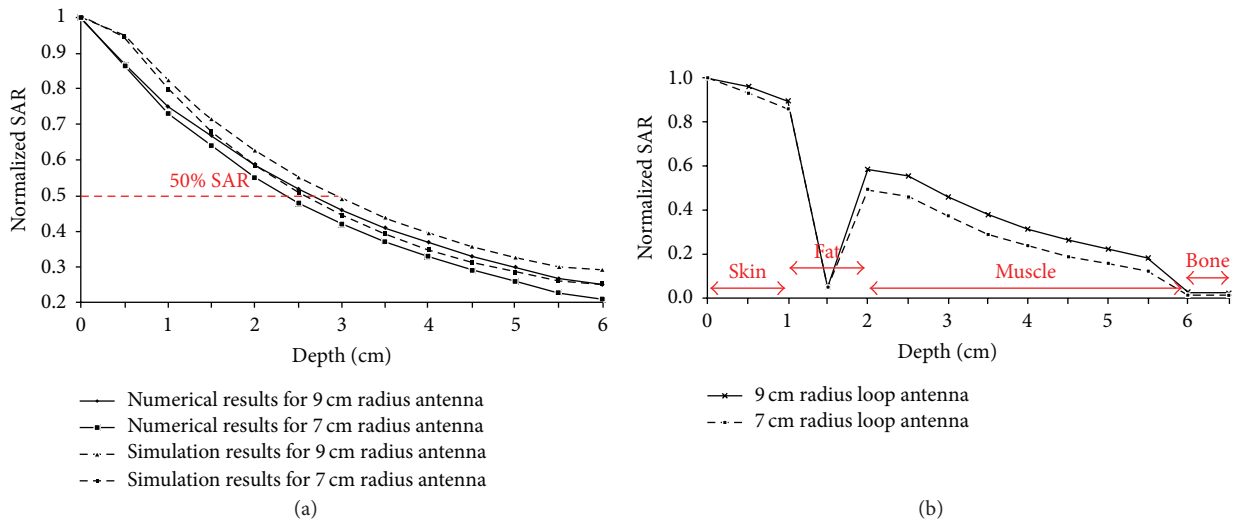 1
0.9
0.8
0.7
0.6
0.5
0.4
0.3
0.2
Normalized SAR
50% SAR
0 1 2 3 4 5 6
Depth (cm)
Numerical results for 9 cm radius antenna
Numerical results for 7 cm radius antenna
Simulation results for 9 cm radius antenna
Simulation results for 7 cm radius antenna
(a)
1.0
0.8
0.6
0.4
0.2
0.0
Normalized SAR
Skin
Fat
Muscle
Bone
0 1 2 3 4 5 6
Depth (cm)
9 cm radius loop antenna
7 cm radius loop antenna
(b)